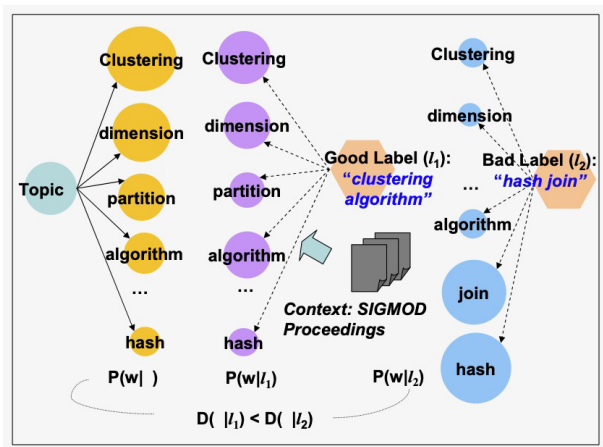 Clustering
dimension
partition
algorithm
...
hash
Topic
P(w| )
Clustering
dimension
partition
algorithm
...
hash
P(w|l₁)
Good Label (l₁):
“clustering
algorithm”
Context: SIGMOD
Proceedings
Clustering
dimension
...
algorithm
join
hash
P(w|l₂)
Bad Label (l₂):
“hash join”
D( |l₁) < D( |l₂)